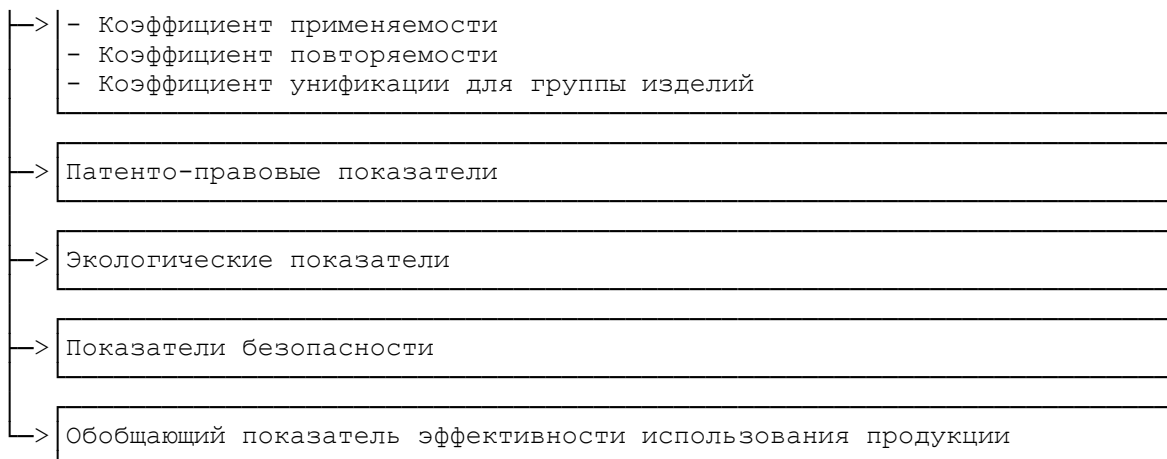 - Коэффициент применяемости
- Коэффициент повторяемости
- Коэффициент унификации для группы изделий
Патенто-правовые показатели
Экологические показатели
Показатели безопасности
Обобщающий показатель эффективности использования продукции